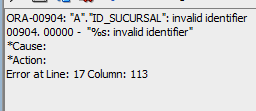 ORA-00904: "A"."ID_SUCURSAL": invalid identifier
00904. 00000 -  "%s: invalid identifier"
*Cause:
*Action:
Error at Line: 17 Column: 113